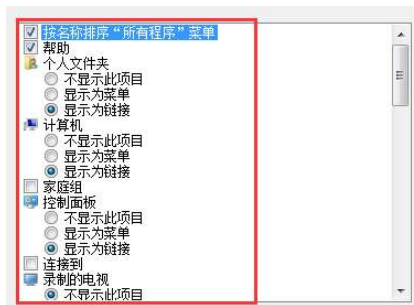 按名称排序“所有程序”菜单
帮助
个人文件夹
不显示此项目
显示为菜单
显示为链接
计算机
不显示此项目
显示为菜单
显示为链接
家庭组
控制面板
不显示此项目
显示为菜单
显示为链接
连接到
录制的电视
不显示此项目